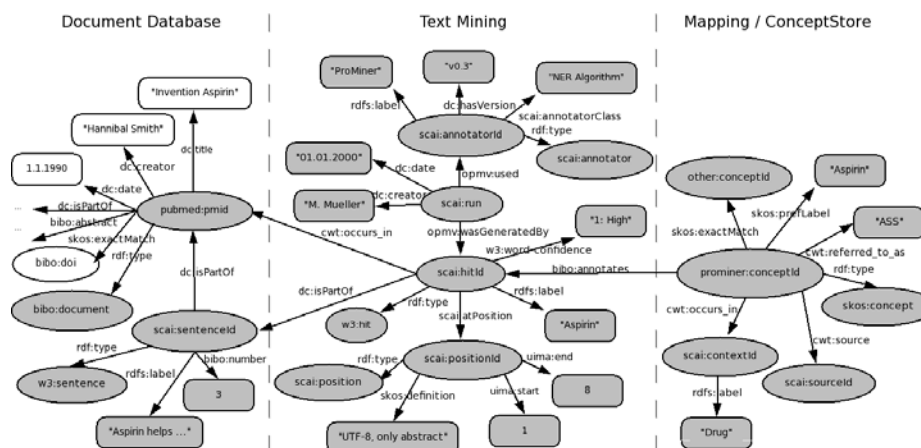 Document Database
Text Mining
Mapping / ConceptStore
"Invention Aspirin"
"Hannibal Smith"
1.1.1990
dc:title
dc:creator
dc:date
dc:isPartOf
bibo:abstract
skos:exactMatch
rdf:type
...
...
pubmed:pmid
bibo:doi
bibo:document
dc:isPartOf
scai:sentenceId
rdf:type
rdfs:label
bibo:number
w3:sentence
3
"Aspirin helps ..."
"ProMiner"
"v0.3"
"NER Algorithm"
rdfs:label
dc:hasVersion
scai:annotatorClass
rdf:type
scai:annotatorId
scai:annotator
"01.01.2000"
dc:date
opmv:used
"M. Mueller"
dc:creator
scai:run
opmv:wasGeneratedBy
"1: High"
w3:word-confidence
cwt:occurs_in
scai:hitId
bibo:annotates
dc:isPartOf
rdf:type
rdfs:label
scai:atPosition
w3:hit
"Aspirin"
scai:positionId
rdf:type
uima:end
scai:position
skos:definition
uima:start
8
"UTF-8, only abstract"
1
other:conceptId
"Aspirin"
skos:prefLabel
"ASS"
skos:exactMatch
cwt:referred_to_as
prominer:conceptId
rdf:type
skos:concept
cwt:occurs_in
cwt:source
scai:contextId
scai:sourceId
rdfs:label
"Drug"